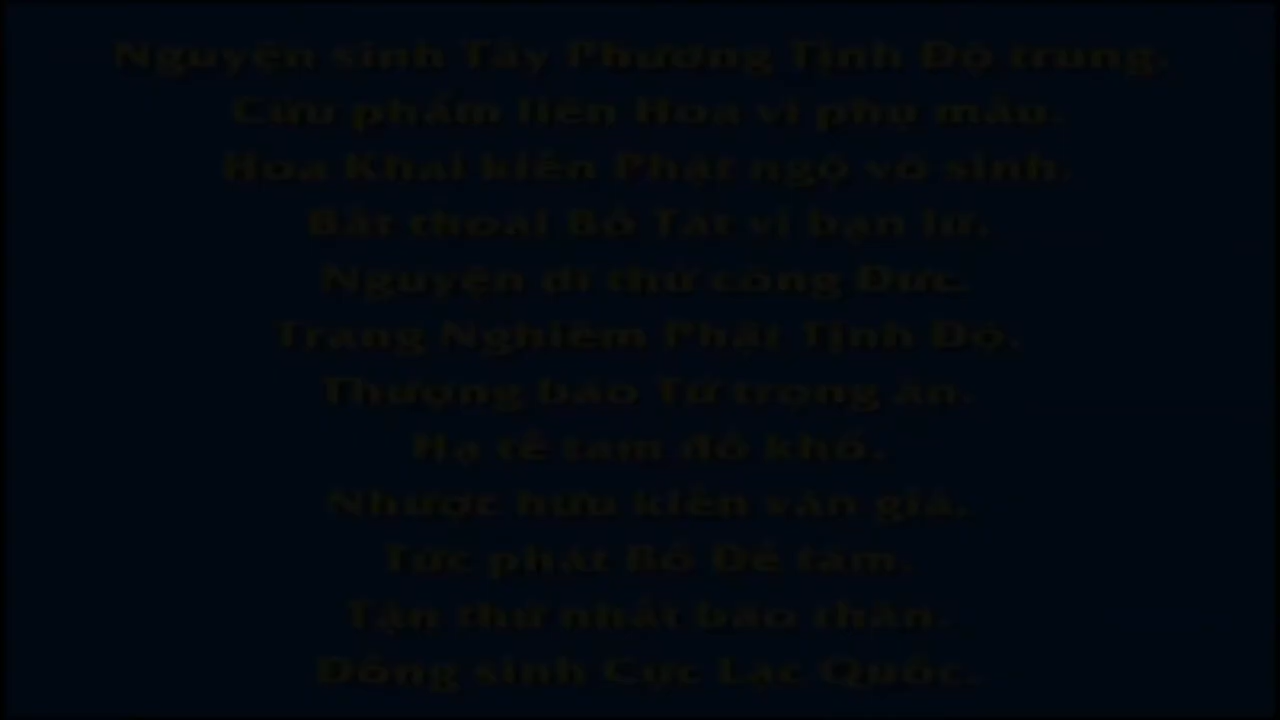 Nguyện sinh Tây Phương Tịnh Độ trung.
Cửu phẩm liên Hoa vi phụ mẫu.
Hoa Khai kiến Phật ngộ vô sinh.
Bất thoái Bồ Tát vi bạn lữ.
Nguyện dĩ thử công Đức.
Trang Nghiêm Phật Tịnh Độ.
Thượng báo Tứ trọng ân.
Hạ tế tam đồ khổ.
Nhược hữu kiến văn giả.
Tức phát Bồ Đề tâm.
Tận thử nhất báo thân.
Đồng sinh Cực Lạc Quốc.